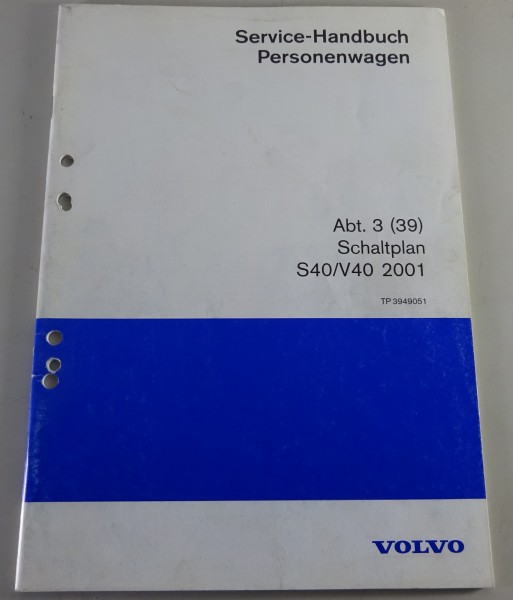 Service-Handbuch
Personenwagen
Abt. 3 (39)
Schaltplan
S40/V40 2001
TP 3949051
VOLVO